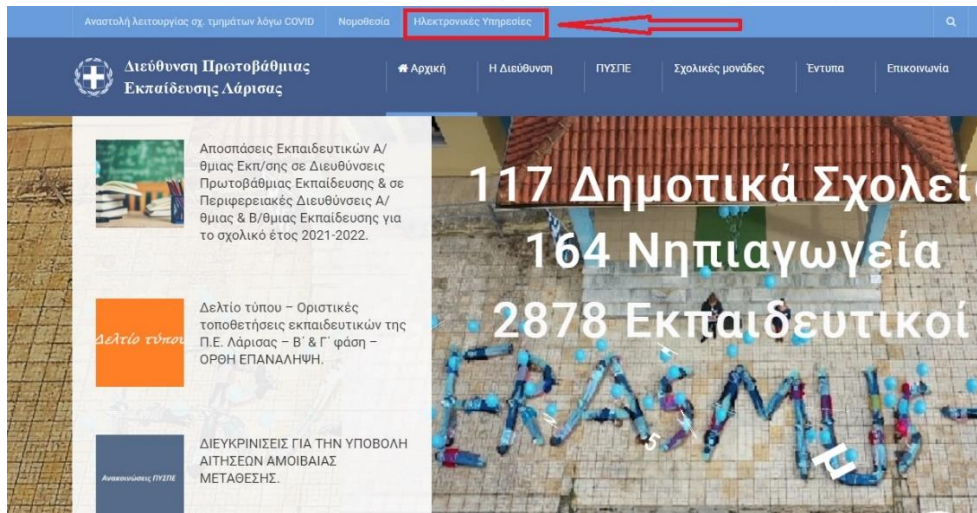 Αναστολή λειτουργίας σχ. τμημάτων λόγω COVID Νομοθεσία Ηλεκτρονικές Υπηρεσίες
Διεύθυνση Πρωτοβάθμιας
Εκπαίδευσης Λάρισας
Αρχική Η Διεύθυνση ΠΥΣΠΕ Σχολικές μονάδες Έντυπα Επικοινωνία
Αποσπάσεις Εκπαιδευτικών Α/
θμιας Εκπ/σης σε Διευθύνσεις
Πρωτοβάθμιας Εκπαίδευσης & σε
Περιφερειακές Διευθύνσεις Α/
θμιας & Β/θμιας Εκπαίδευσης για
το σχολικό έτος 2021-2022.
Δελτίο τύπου
Δελτίο τύπου – Οριστικές
τοποθετήσεις εκπαιδευτικών της
Π.Ε. Λάρισας – Β΄ & Γ΄ φάση –
ΟΡΘΗ ΕΠΑΝΑΛΗΨΗ.
Ανακοινώσεις ΠΥΣΠΕ
ΔΙΕΥΚΡΙΝΙΣΕΙΣ ΓΙΑ ΤΗΝ ΥΠΟΒΟΛΗ
ΑΙΤΗΣΕΩΝ ΑΜΟΙΒΑΙΑΣ
ΜΕΤΑΘΕΣΗΣ.
117 Δημοτικά Σχολεί
164 Νηπιαγωγεία
2878 Εκπαιδευτικοί
ERASMU
5
μ